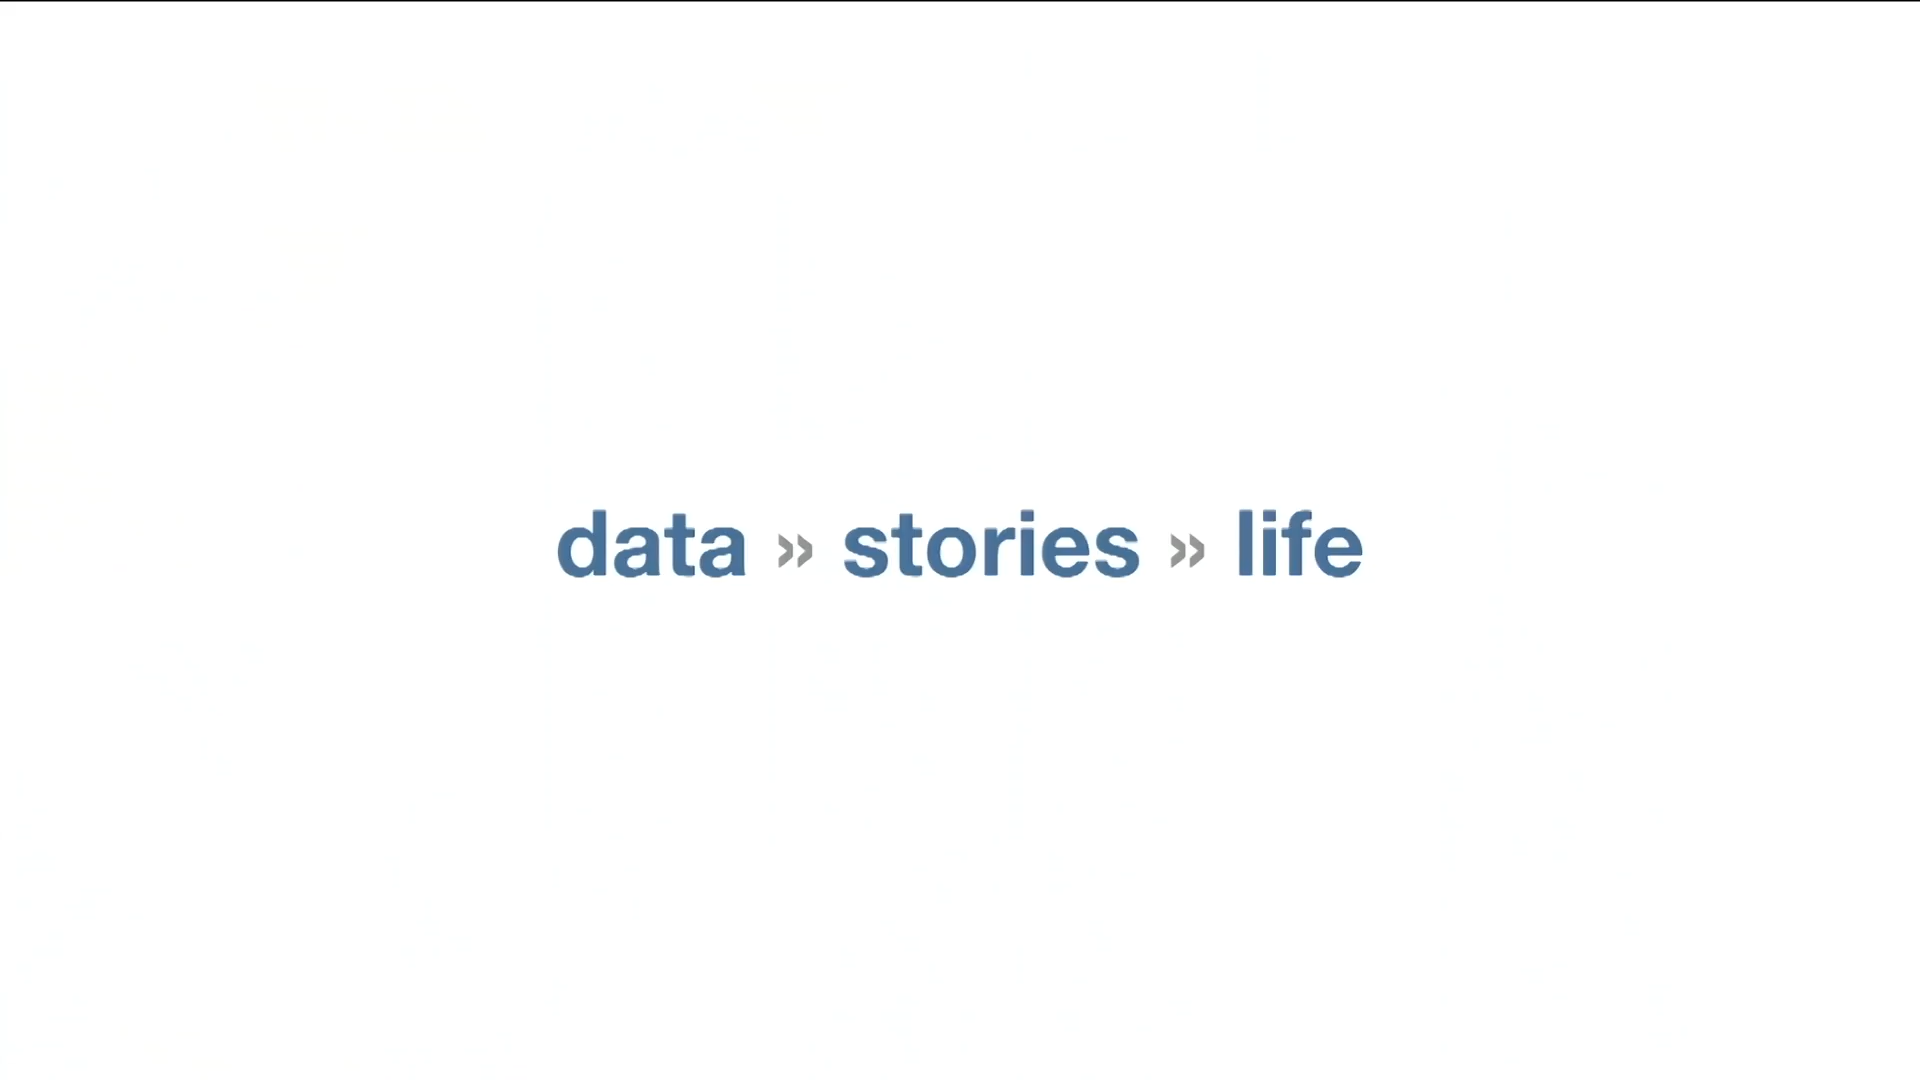 data » stories » life